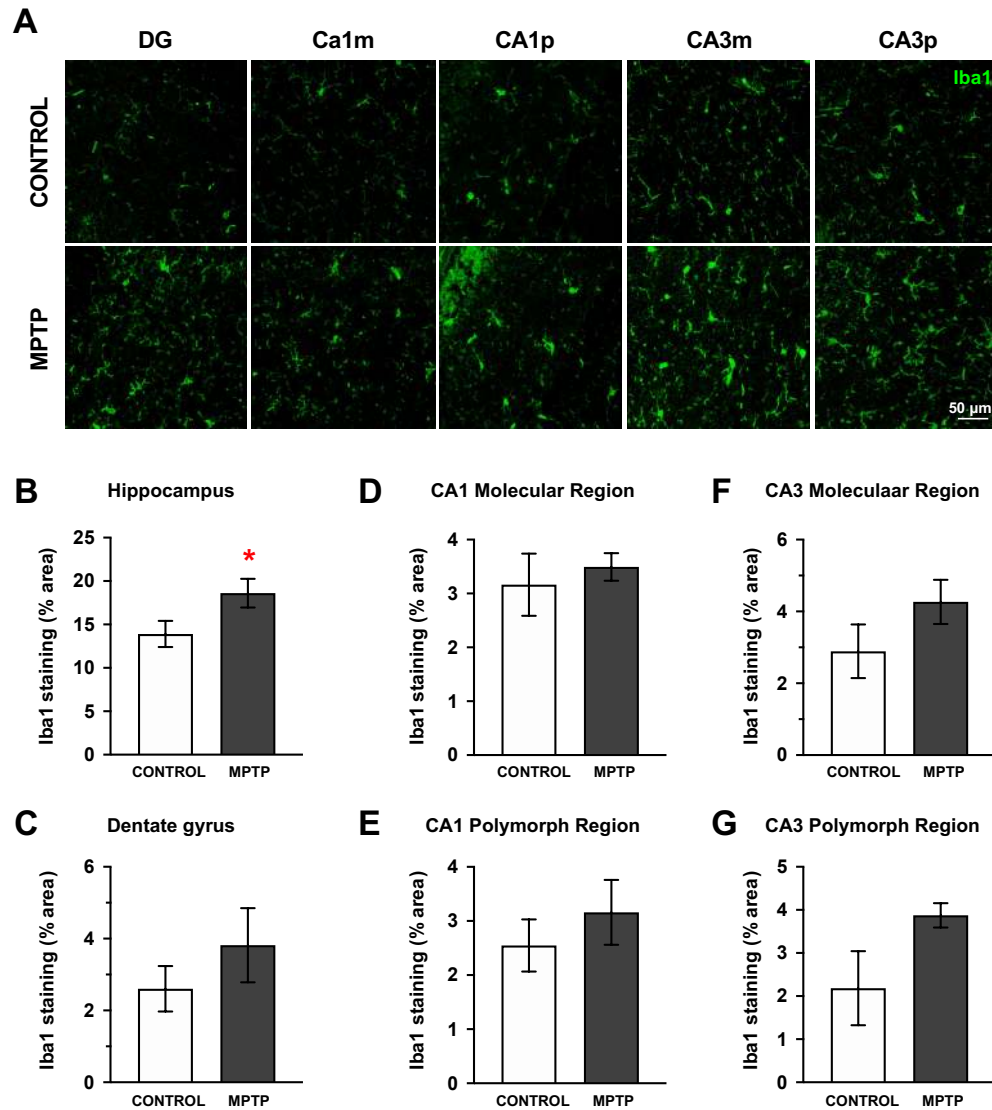 A
DG Ca1m CA1p CA3m CA3p
CONTROL
Iba1
MPTP
50 µm
B Hippocampus
Iba1 staining (% area)
25
20
15
10
5
0
*
CONTROL MPTP
D CA1 Molecular Region
Iba1 staining (% area)
4
3
2
1
0
CONTROL MPTP
F CA3 Moleculaar Region
Iba1 staining (% area)
6
4
2
0
CONTROL MPTP
C Dentate gyrus
Iba1 staining (% area)
6
4
2
0
CONTROL MPTP
E CA1 Polymorph Region
Iba1 staining (% area)
4
3
2
1
0
CONTROL MPTP
G CA3 Polymorph Region
Iba1 staining (% area)
5
4
3
2
1
0
CONTROL MPTP